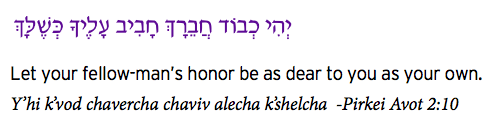 יְהִי כְבוֹד חֲבֵרָךְ חָבִיב עָלֶיךָ כְּשֶׁלָּךְ
Let your fellow-man's honor be as dear to you as your own.
Y'hi k'vod chavercha chaviv alecha k'shelcha -Pirkei Avot 2:10